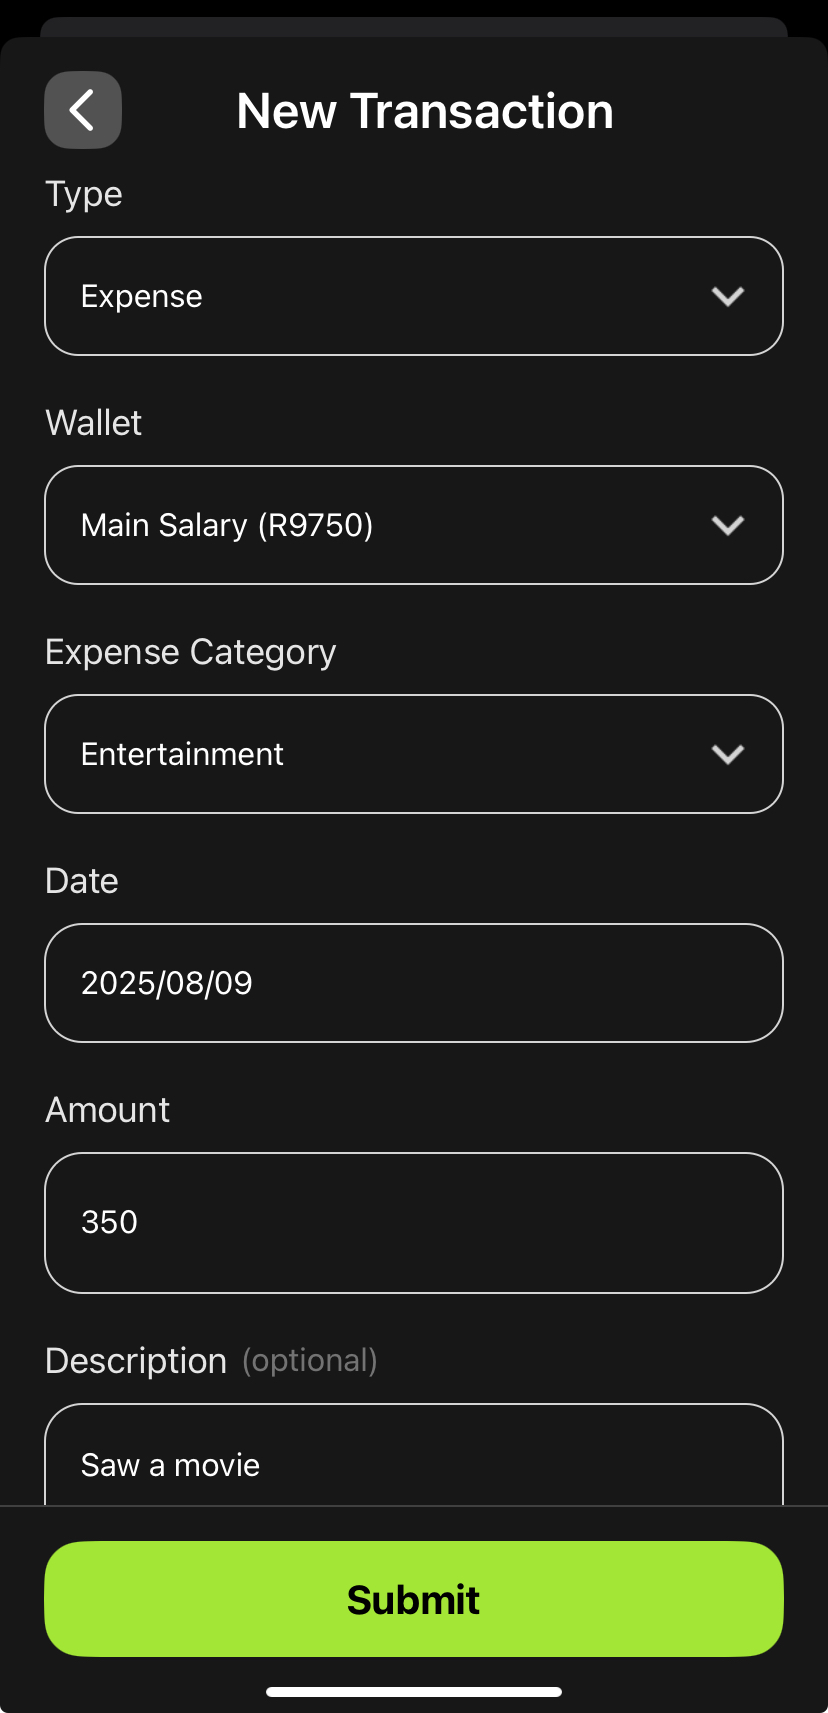 New Transaction
Type
Expense
Wallet
Main Salary (R9750)
Expense Category
Entertainment
Date
2025/08/09
Amount
350
Description (optional)
Saw a movie
Submit